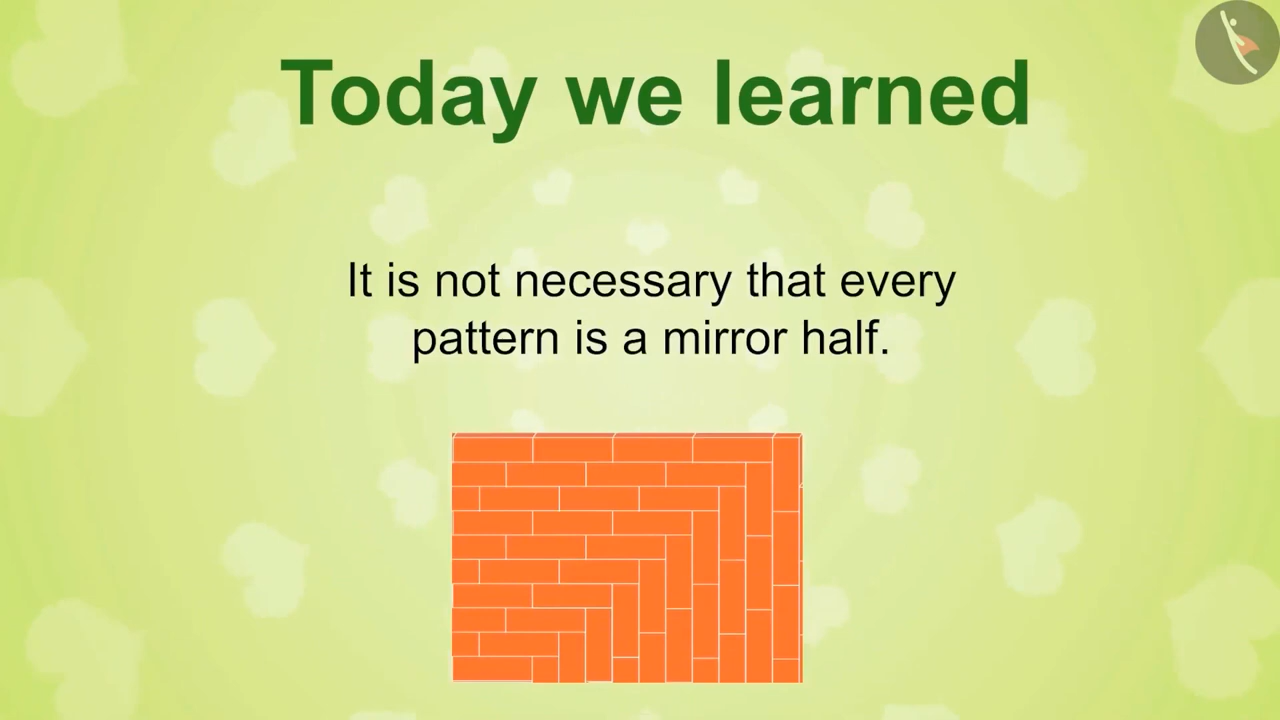 Today we learned
It is not necessary that every
pattern is a mirror half.